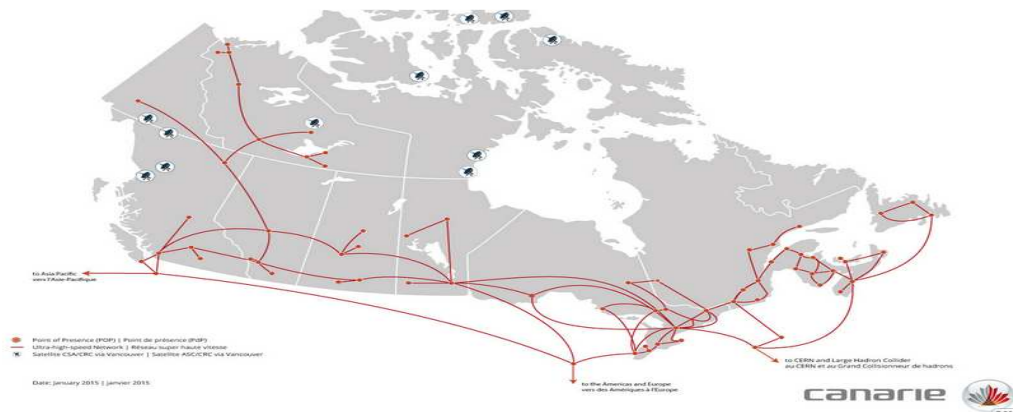 to Asia Pacific
vers l'Asie-Pacifique
Point of Presence (POP) | Point de présence (PdP)
Ultra-high-speed Network | Réseau super haute vitesse
Satellite CSA/CRC via Vancouver | Satellite ASC/CRC via Vancouver
Date: January 2015 | janvier 2015
to the Americas and Europe
vers des Amériques à l'Europe
to CERN and Large Hadron Collider
au CERN et au Grand Collisionneur de hadrons
canarie